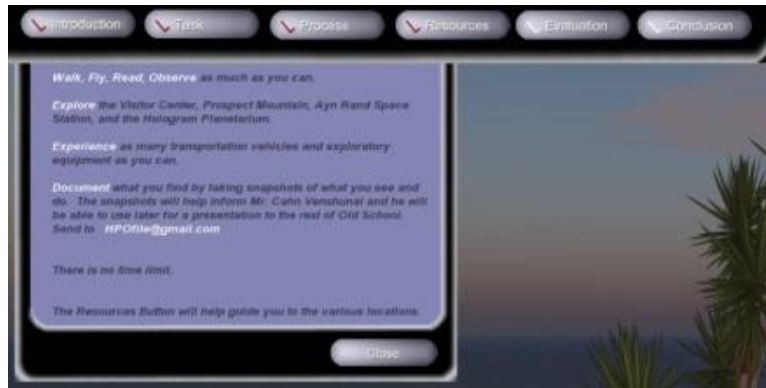 Introduction
Task
Process
Resources
Evaluation
Conclusion
Walk, Fly, Read, Observe as much as you can.
Explore the Visitor Center, Prospect Mountain, Ayn Rand Space
Station, and the Hologram Planetarium.
Experience as many transportation vehicles and exploratory
equipment as you can.
Document what you find by taking snapshots of what you see and
do. The snapshots will help inform Mr. Cahn Venshunal and he will
be able to use later for a presentation to the rest of Old School.
Send to HPOfile@gmail.com
There is no time limit.
The Resources Button will help guide you to the various locations.
Close